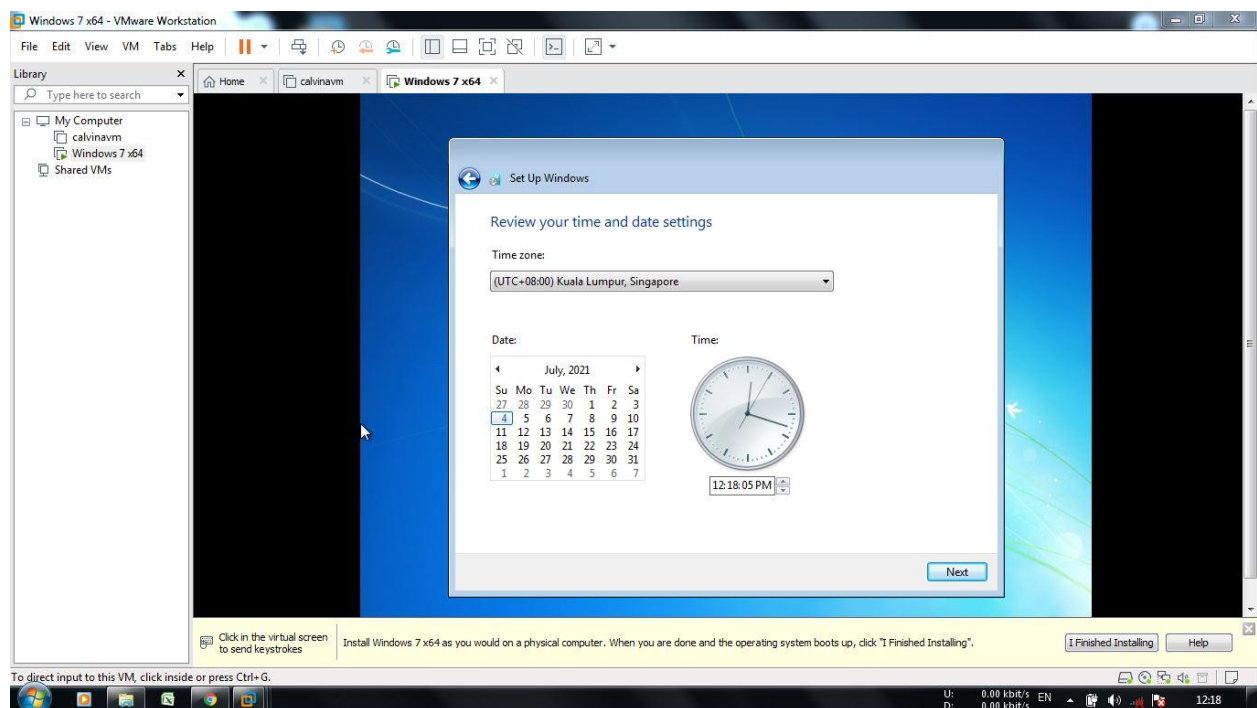 Windows 7 x64 - VMware Workstation
File Edit View VM Tabs Help
Library
Type here to search
My Computer
calvinavm
Windows 7 x64
Shared VMs
Home calvinavm Windows 7 x64
Set Up Windows
Review your time and date settings
Time zone:
(UTC+08:00) Kuala Lumpur, Singapore
Date:
July, 2021
Su Mo Tu We Th Fr Sa
27 28 29 30 1 2 3
4 5 6 7 8 9 10
11 12 13 14 15 16 17
18 19 20 21 22 23 24
25 26 27 28 29 30 31
1 2 3 4 5 6 7
Time:
12:18:05 PM
Next
Click in the virtual screen
to send keystrokes
Install Windows 7 x64 as you would on a physical computer. When you are done and the operating system boots up, click "I Finished Installing".
I Finished Installing
Help
To direct input to this VM, click inside or press Ctrl+G.
U: 0.00 kbit/s
D: 0.00 kbit/s
EN
12:18